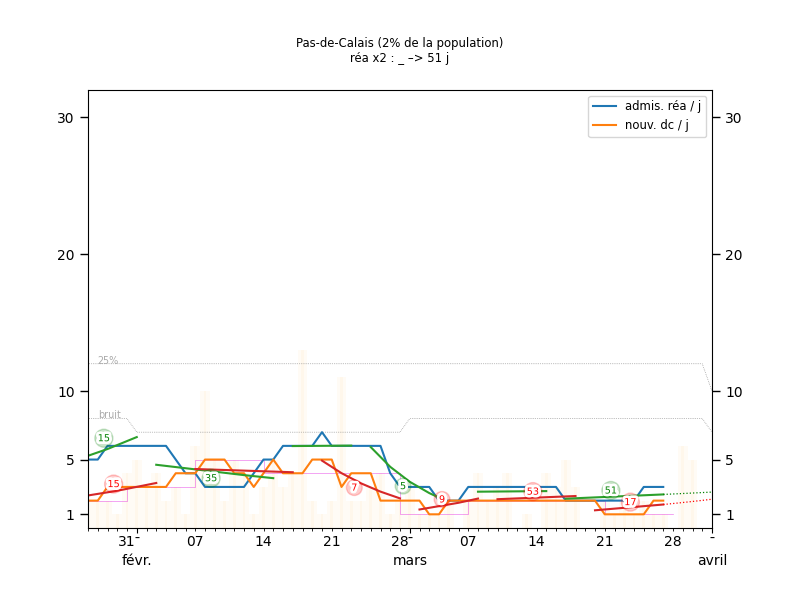 Pas-de-Calais (2% de la population)
réa x2 : _ –> 51 j
admis. réa / j
nouv. dc / j
30
30
20
20
25%
10
10
bruit
15
5
5
35
15
7
5
9
53
51
17
1
1
31 07 14 21 28 07 14 21 28
févr. mars avril